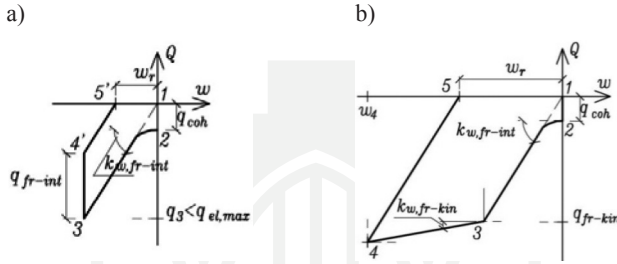 a)
b)
Q
w_r
5'
1
w
q_coh
2
4'
k_w,fr-int
q_fr-int
3
q_3<q_el,max
Q
w_r
5
1
w
w_4
q_coh
2
k_w,fr-int
k_w,fr-kin
3
q_fr-kin
4